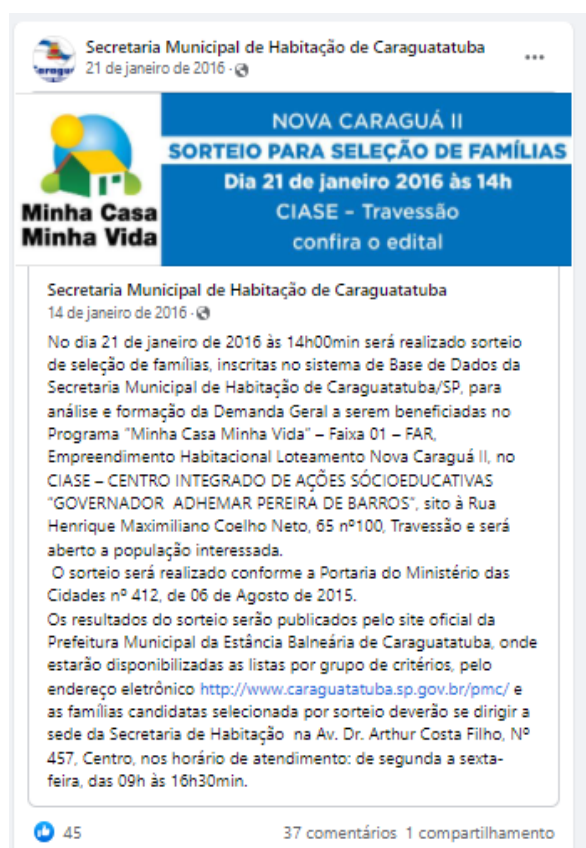 Secretaria Municipal de Habitação de Caraguatatuba
21 de janeiro de 2016 ·
Caragua
Minha Casa
Minha Vida
NOVA CARAGUÁ II
SORTEIO PARA SELEÇÃO DE FAMÍLIAS
Dia 21 de janeiro 2016 às 14h
CIASE – Travessão
confira o edital
Secretaria Municipal de Habitação de Caraguatatuba
14 de janeiro de 2016 ·
No dia 21 de janeiro de 2016 às 14h00min será realizado sorteio
de seleção de famílias, inscritas no sistema de Base de Dados da
Secretaria Municipal de Habitação de Caraguatatuba/SP, para
análise e formação da Demanda Geral a serem beneficiadas no
Programa “Minha Casa Minha Vida” – Faixa 01 – FAR,
Empreendimento Habitacional Loteamento Nova Caraguá II, no
CIASE – CENTRO INTEGRADO DE AÇÕES SÓCIOEDUCATIVAS
“GOVERNADOR ADHEMAR PEREIRA DE BARROS”, sito à Rua
Henrique Maximiliano Coelho Neto, 65 nº100, Travessão e será
aberto a população interessada.
O sorteio será realizado conforme a Portaria do Ministério das
Cidades nº 412, de 06 de Agosto de 2015.
Os resultados do sorteio serão publicados pelo site oficial da
Prefeitura Municipal da Estância Balneária de Caraguatatuba, onde
estarão disponibilizadas as listas por grupo de critérios, pelo
endereço eletrônico http://www.caraguatatuba.sp.gov.br/pmc/ e
as famílias candidatas selecionada por sorteio deverão se dirigir a
sede da Secretaria de Habitação na Av. Dr. Arthur Costa Filho, Nº
457, Centro, nos horário de atendimento: de segunda a sexta-
feira, das 09h às 16h30min.
45
37 comentários 1 compartilhamento